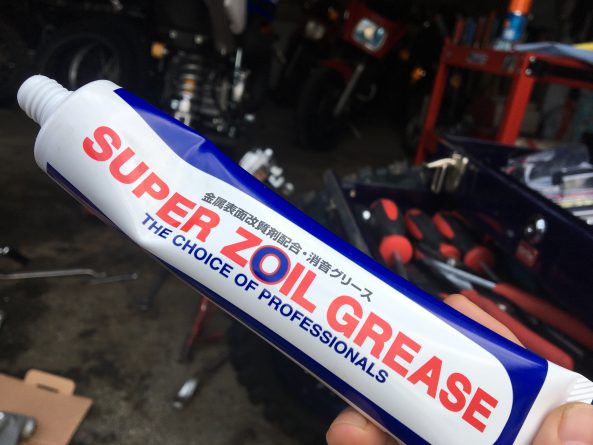 金属表面改質剤配合・消音グリース
SUPER ZOIL GREASE
THE CHOICE OF PROFESSIONALS